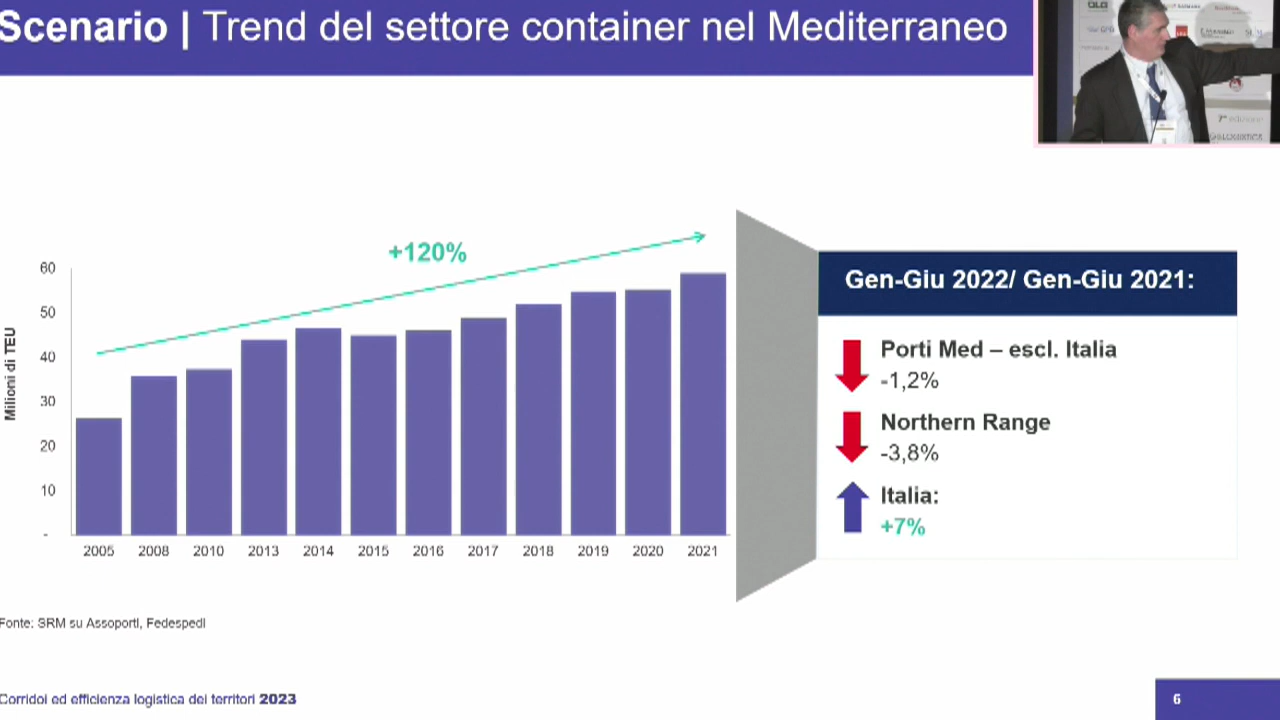 Scenario | Trend del settore container nel Mediterraneo
+120%
Milioni di TEU
60
50
40
30
20
10
-
2005 2008 2010 2013 2014 2015 2016 2017 2018 2019 2020 2021
Gen-Giu 2022/ Gen-Giu 2021:
Porti Med – escl. Italia
-1,2%
Northern Range
-3,8%
Italia:
+7%
Fonte: SRM su Assoporti, Fedespedi
Corridoi ed efficienza logistica dei territori 2023
6